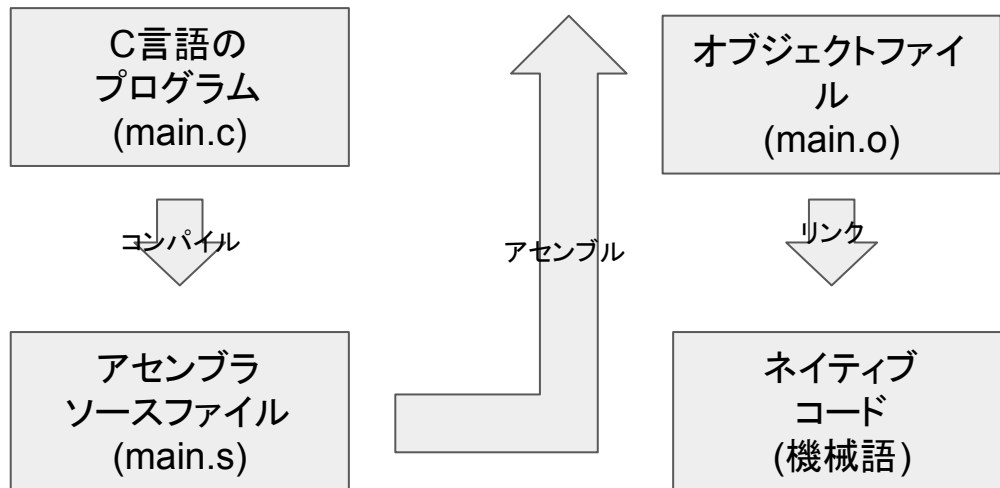 C言語の
プログラム
(main.c)
コンパイル
アセンブラ
ソースファイル
(main.s)
アセンブル
オブジェクトファイ
ル
(main.o)
リンク
ネイティブ
コード
(機械語)